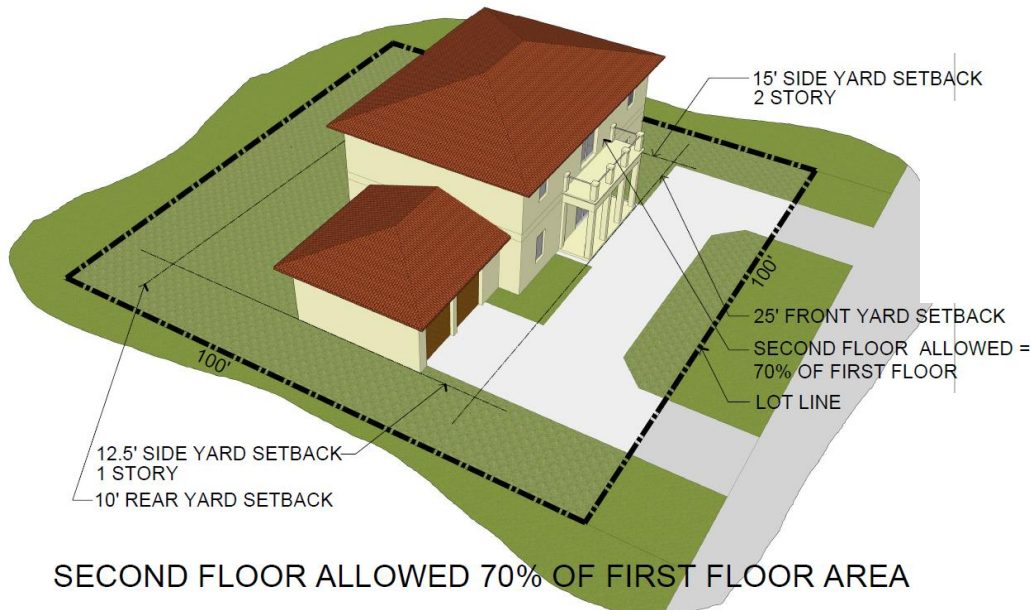 15' SIDE YARD SETBACK
2 STORY
100'
25' FRONT YARD SETBACK
SECOND FLOOR ALLOWED =
70% OF FIRST FLOOR
LOT LINE
100'
12.5' SIDE YARD SETBACK
1 STORY
10' REAR YARD SETBACK
SECOND FLOOR ALLOWED 70% OF FIRST FLOOR AREA